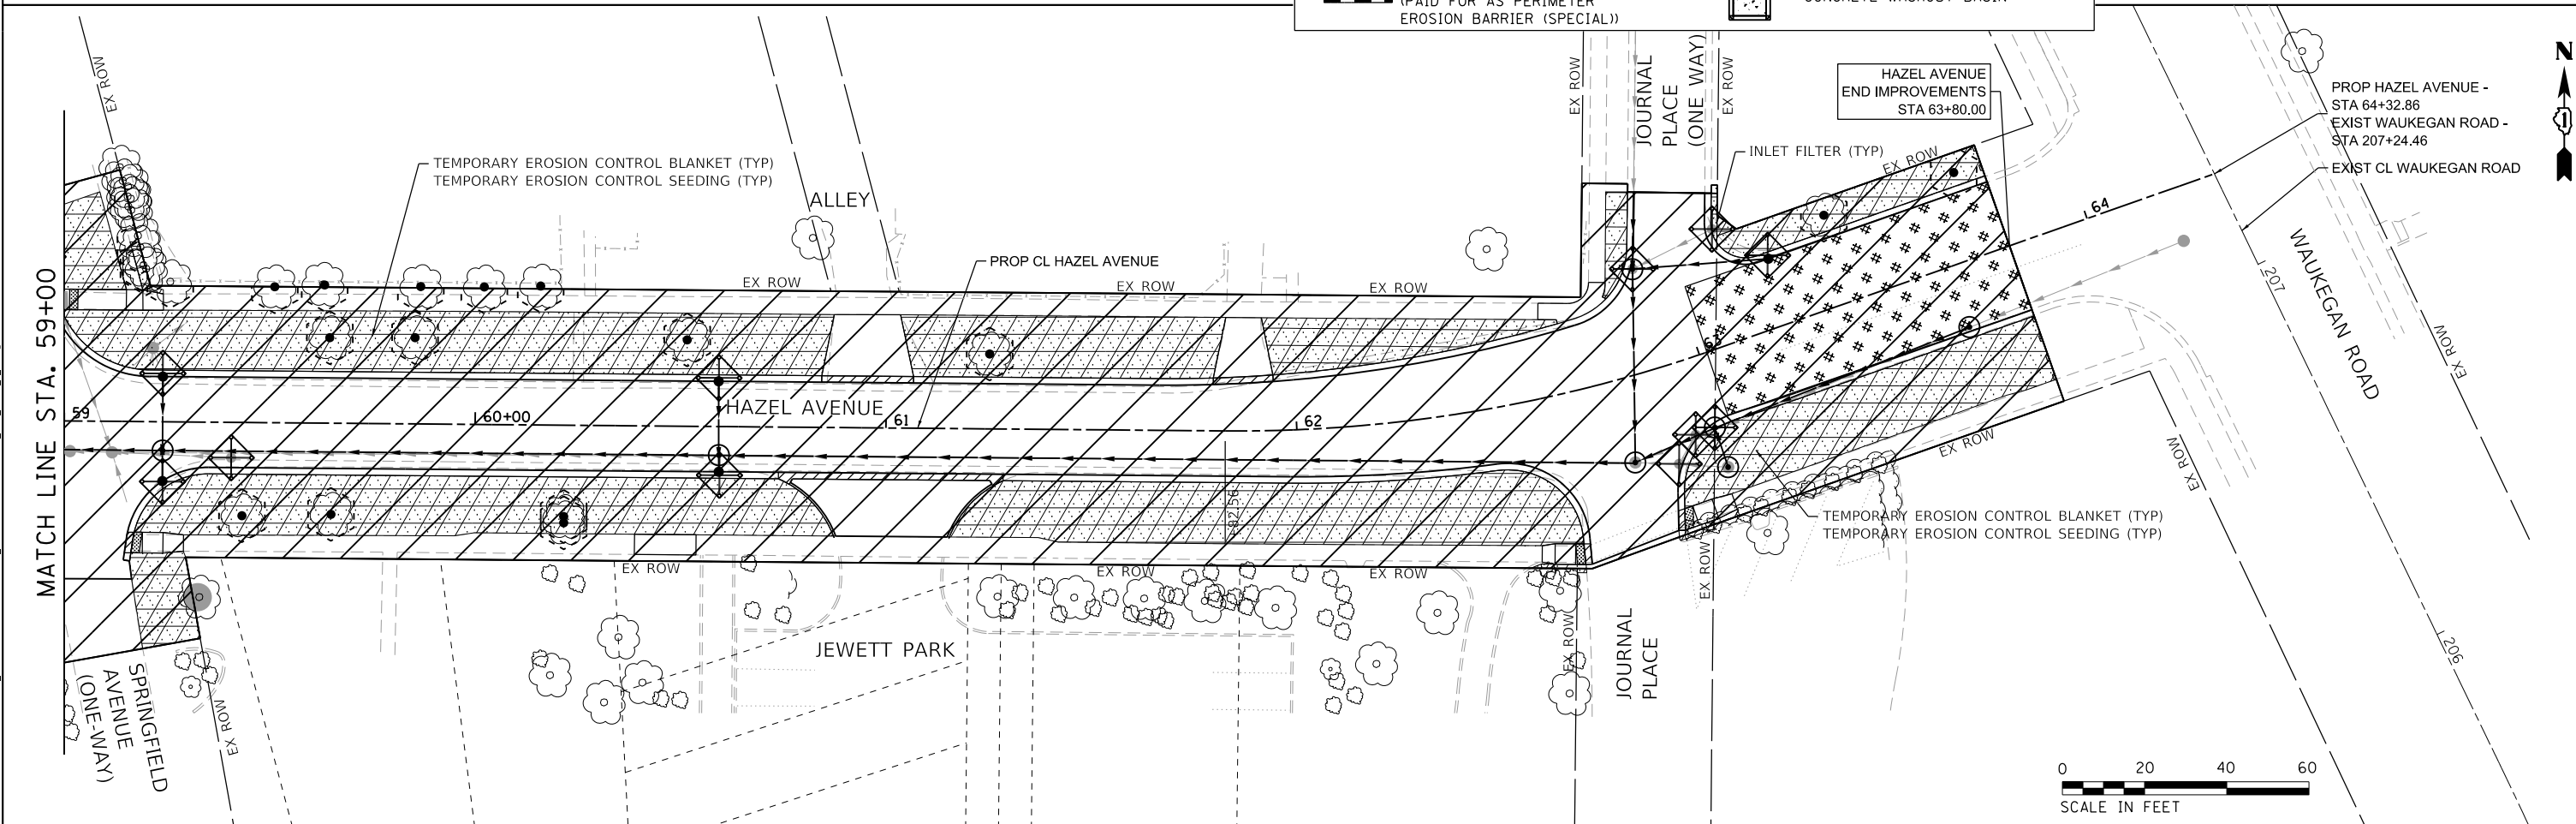 (PAID FOR AS PERIMETER
EROSION BARRIER (SPECIAL))
CONCRETE WASHOUT BASIN
EX ROW
EX ROW
JOURNAL
PLACE
(ONE WAY)
EX ROW
HAZEL AVENUE
END IMPROVEMENTS
STA 63+80.00
PROP HAZEL AVENUE -
STA 64+32.86
EXIST WAUKEGAN ROAD -
STA 207+24.46
EXIST CL WAUKEGAN ROAD
N
TEMPORARY EROSION CONTROL BLANKET (TYP)
TEMPORARY EROSION CONTROL SEEDING (TYP)
ALLEY
INLET FILTER (TYP)
EX ROW
64
PROP CL HAZEL AVENUE
EX ROW
EX ROW
EX ROW
207
WAUKEGAN ROAD
EX ROW
MATCH LINE STA. 59+00
59
60+00
HAZEL AVENUE
61
62
63
EX ROW
EX ROW
TEMPORARY EROSION CONTROL BLANKET (TYP)
TEMPORARY EROSION CONTROL SEEDING (TYP)
EX ROW
EX ROW
EX ROW
EX ROW
EX ROW
JEWETT PARK
JOURNAL
PLACE
206
SPRINGFIELD
AVENUE
(ONE-WAY)
EX ROW
0 20 40 60
SCALE IN FEET